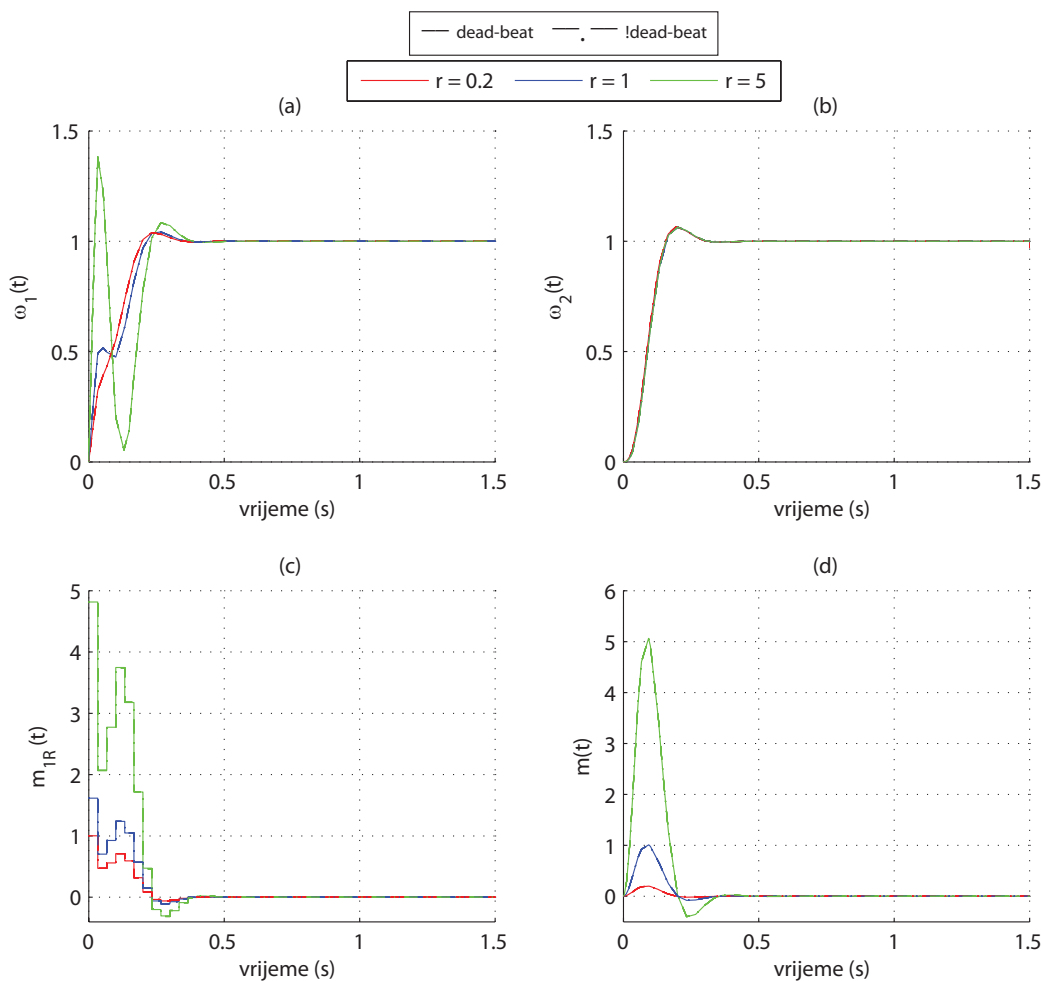 dead-beat !dead-beat
r = 0.2 r = 1 r = 5
(a)
1.5
1
0.5
0
ω1(t)
0 0.5 1 1.5
vrijeme (s)
(b)
1.5
1
0.5
0
ω2(t)
0 0.5 1 1.5
vrijeme (s)
(c)
5
4
3
2
1
0
m1R(t)
0 0.5 1 1.5
vrijeme (s)
(d)
6
5
4
3
2
1
0
m(t)
0 0.5 1 1.5
vrijeme (s)